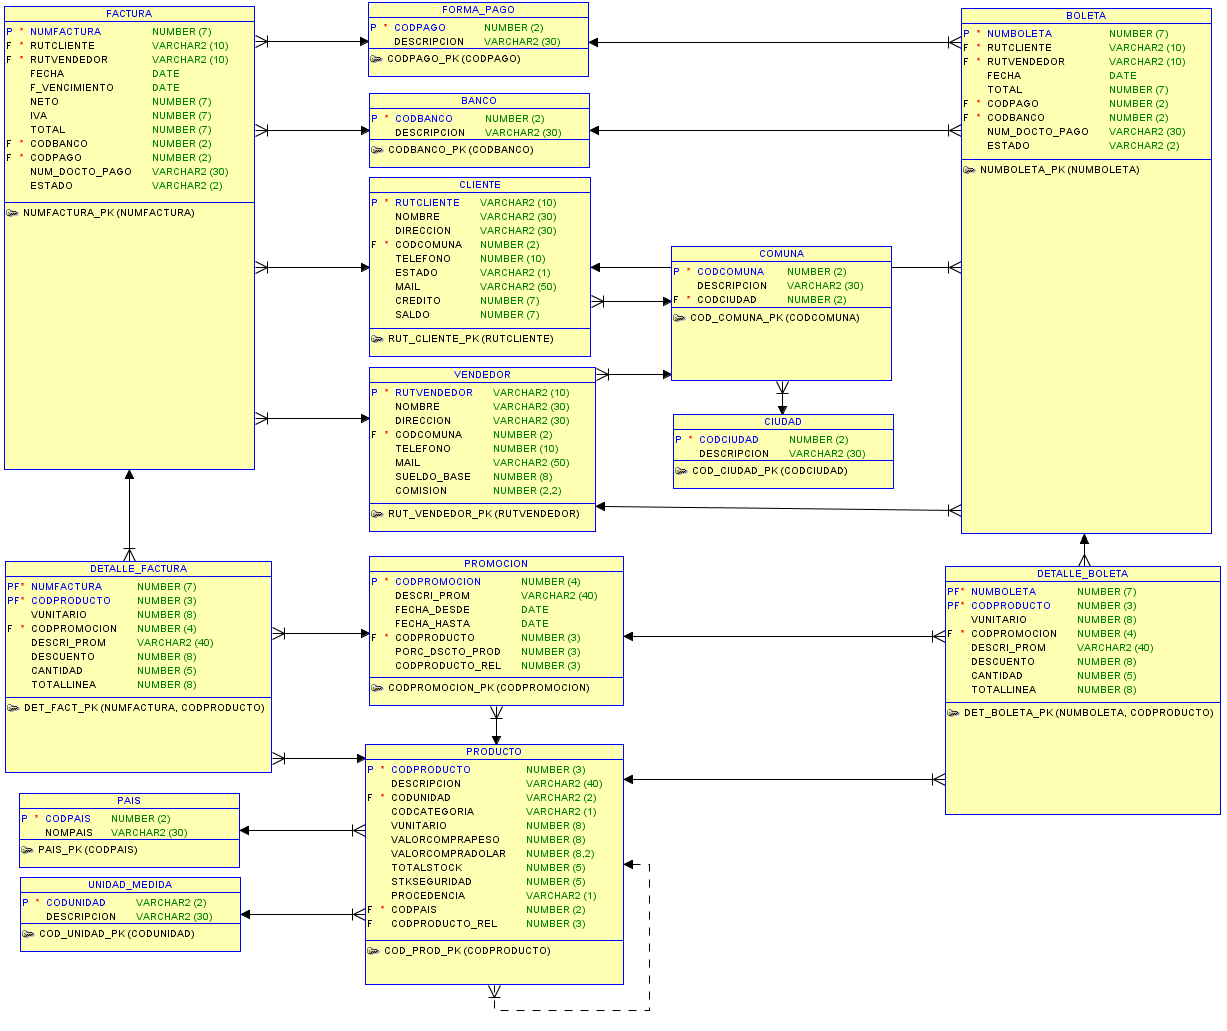 FACTURA
P * NUMFACTURA NUMBER (7)
F * RUTCLIENTE VARCHAR2 (10)
F * RUTVENDEDOR VARCHAR2 (10)
FECHA DATE
F_VENCIMIENTO DATE
NETO NUMBER (7)
IVA NUMBER (7)
TOTAL NUMBER (7)
F * CODBANCO NUMBER (2)
F * CODPAGO NUMBER (2)
NUM_DOCTO_PAGO VARCHAR2 (30)
ESTADO VARCHAR2 (2)
NUMFACTURA_PK (NUMFACTURA)
FORMA_PAGO
P * CODPAGO NUMBER (2)
DESCRIPCION VARCHAR2 (30)
CODPAGO_PK (CODPAGO)
BANCO
P * CODBANCO NUMBER (2)
DESCRIPCION VARCHAR2 (30)
CODBANCO_PK (CODBANCO)
CLIENTE
P * RUTCLIENTE VARCHAR2 (10)
NOMBRE VARCHAR2 (30)
DIRECCION VARCHAR2 (30)
F * CODCOMUNA NUMBER (2)
TELEFONO NUMBER (10)
ESTADO VARCHAR2 (1)
MAIL VARCHAR2 (50)
CREDITO NUMBER (7)
SALDO NUMBER (7)
RUT_CLIENTE_PK (RUTCLIENTE)
VENDEDOR
P * RUTVENDEDOR VARCHAR2 (10)
NOMBRE VARCHAR2 (30)
DIRECCION VARCHAR2 (30)
F * CODCOMUNA NUMBER (2)
TELEFONO NUMBER (10)
MAIL VARCHAR2 (50)
SUELDO_BASE NUMBER (8)
COMISION NUMBER (2,2)
RUT_VENDEDOR_PK (RUTVENDEDOR)
COMUNA
P * CODCOMUNA NUMBER (2)
DESCRIPCION VARCHAR2 (30)
F * CODCIUDAD NUMBER (2)
COD_COMUNA_PK (CODCOMUNA)
CIUDAD
P * CODCIUDAD NUMBER (2)
DESCRIPCION VARCHAR2 (30)
COD_CIUDAD_PK (CODCIUDAD)
BOLETA
P * NUMBOLETA NUMBER (7)
F * RUTCLIENTE VARCHAR2 (10)
F * RUTVENDEDOR VARCHAR2 (10)
FECHA DATE
TOTAL NUMBER (7)
F * CODPAGO NUMBER (2)
F * CODBANCO NUMBER (2)
NUM_DOCTO_PAGO VARCHAR2 (30)
ESTADO VARCHAR2 (2)
NUMBOLETA_PK (NUMBOLETA)
DETALLE_FACTURA
PF* NUMFACTURA NUMBER (7)
PF* CODPRODUCTO NUMBER (3)
VUNITARIO NUMBER (8)
F * CODPROMOCION NUMBER (4)
DESCRI_PROM VARCHAR2 (40)
DESCUENTO NUMBER (8)
CANTIDAD NUMBER (5)
TOTALLINEA NUMBER (8)
DET_FACT_PK (NUMFACTURA, CODPRODUCTO)
PROMOCION
P * CODPROMOCION NUMBER (4)
DESCRI_PROM VARCHAR2 (40)
FECHA_DESDE DATE
FECHA_HASTA DATE
F * CODPRODUCTO NUMBER (3)
PORC_DSCTO_PROD NUMBER (3)
CODPRODUCTO_REL NUMBER (3)
CODPROMOCION_PK (CODPROMOCION)
DETALLE_BOLETA
PF* NUMBOLETA NUMBER (7)
PF* CODPRODUCTO NUMBER (3)
VUNITARIO NUMBER (8)
F * CODPROMOCION NUMBER (4)
DESCRI_PROM VARCHAR2 (40)
DESCUENTO NUMBER (8)
CANTIDAD NUMBER (5)
TOTALLINEA NUMBER (8)
DET_BOLETA_PK (NUMBOLETA, CODPRODUCTO)
PAIS
P * CODPAIS NUMBER (2)
NOMPAIS VARCHAR2 (30)
PAIS_PK (CODPAIS)
UNIDAD_MEDIDA
P * CODUNIDAD VARCHAR2 (2)
DESCRIPCION VARCHAR2 (30)
COD_UNIDAD_PK (CODUNIDAD)
PRODUCTO
P * CODPRODUCTO NUMBER (3)
DESCRIPCION VARCHAR2 (40)
F * CODUNIDAD VARCHAR2 (2)
CODCATEGORIA VARCHAR2 (1)
VUNITARIO NUMBER (8)
VALORCOMPRAPESO NUMBER (8)
VALORCOMPRADOLAR NUMBER (8,2)
TOTALSTOCK NUMBER (5)
STKSEGURIDAD NUMBER (5)
PROCEDENCIA VARCHAR2 (1)
F * CODPAIS NUMBER (2)
F CODPRODUCTO_REL NUMBER (3)
COD_PROD_PK (CODPRODUCTO)